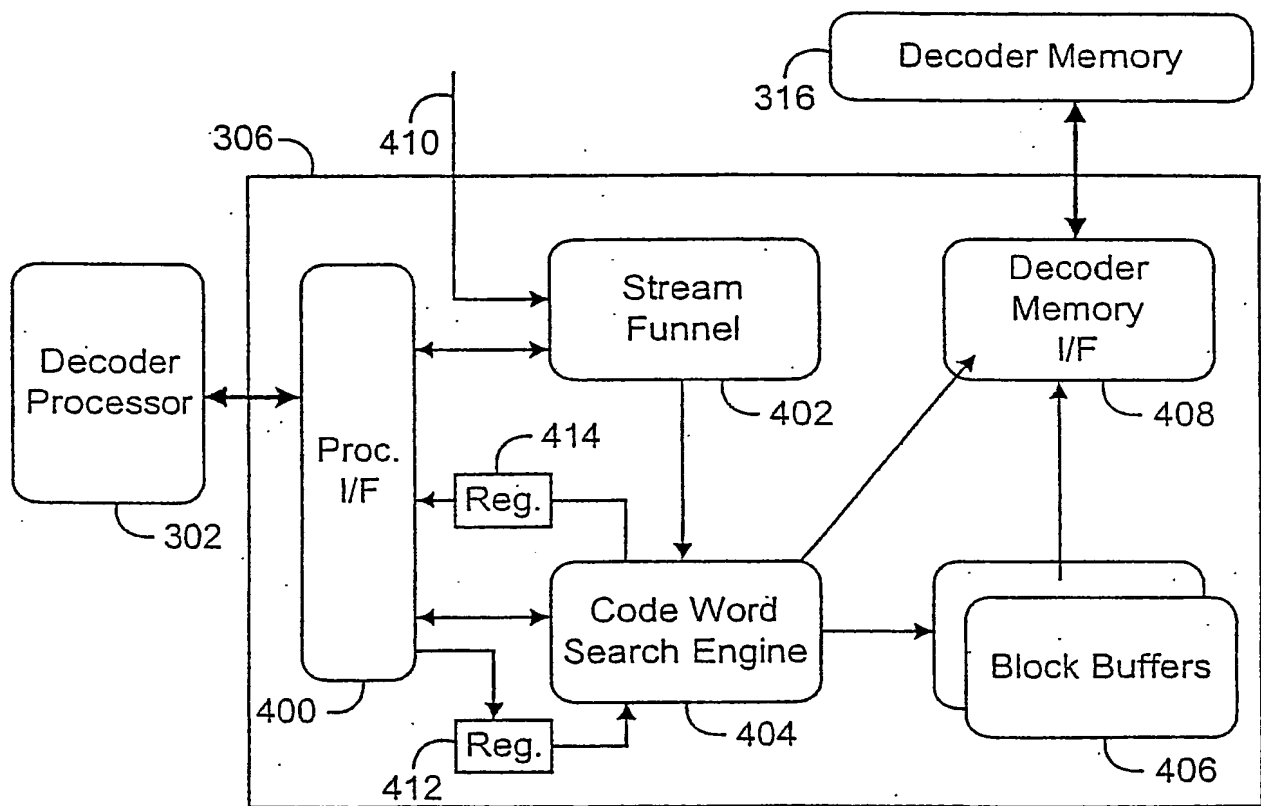 Decoder Memory
316
410
306
Decoder
Processor
302
Proc.
I/F
400
Stream
Funnel
402
Decoder
Memory
I/F
408
414
Reg.
Code Word
Search Engine
404
412
Reg.
Block Buffers
406